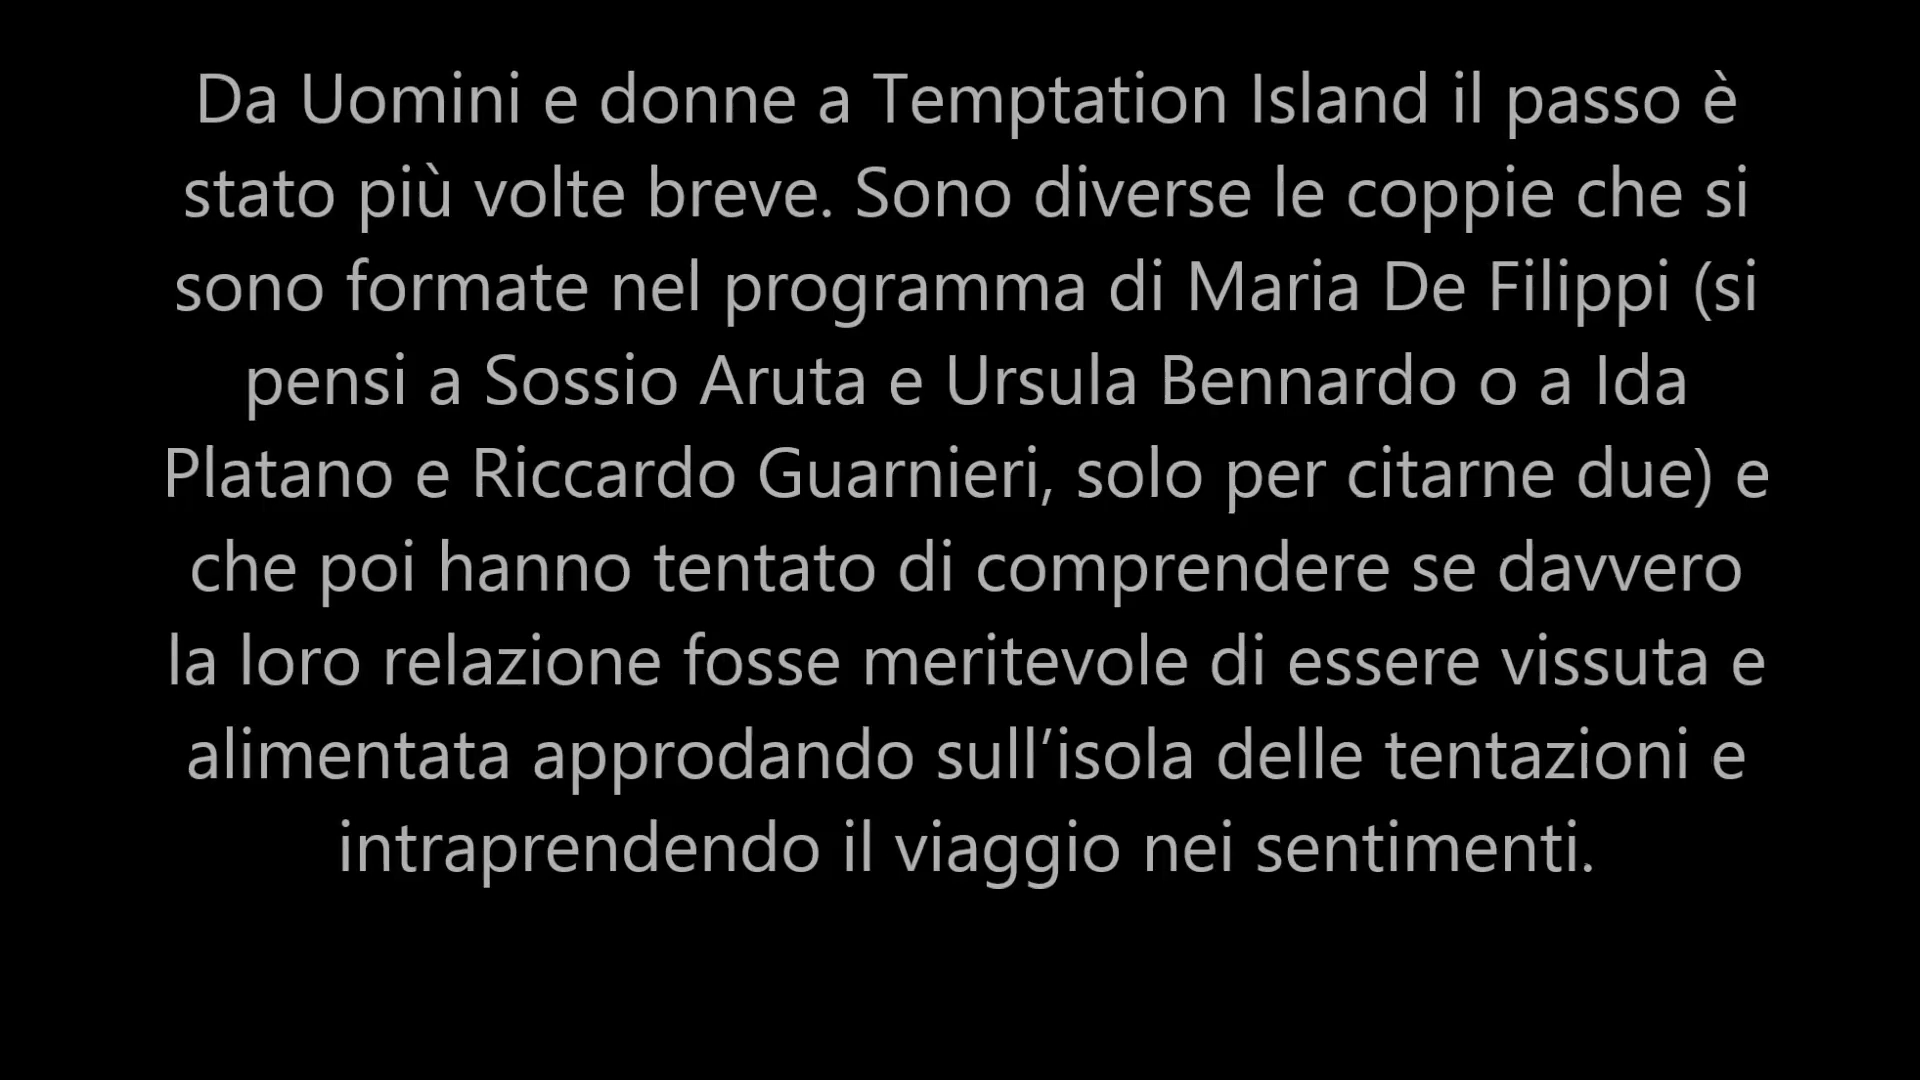 Da Uomini e donne a Temptation Island il passo è
stato più volte breve. Sono diverse le coppie che si
sono formate nel programma di Maria De Filippi (si
pensi a Sossio Aruta e Ursula Bennardo o a Ida
Platano e Riccardo Guarnieri, solo per citarne due) e
che poi hanno tentato di comprendere se davvero
la loro relazione fosse meritevole di essere vissuta e
alimentata approdando sull’isola delle tentazioni e
intraprendendo il viaggio nei sentimenti.